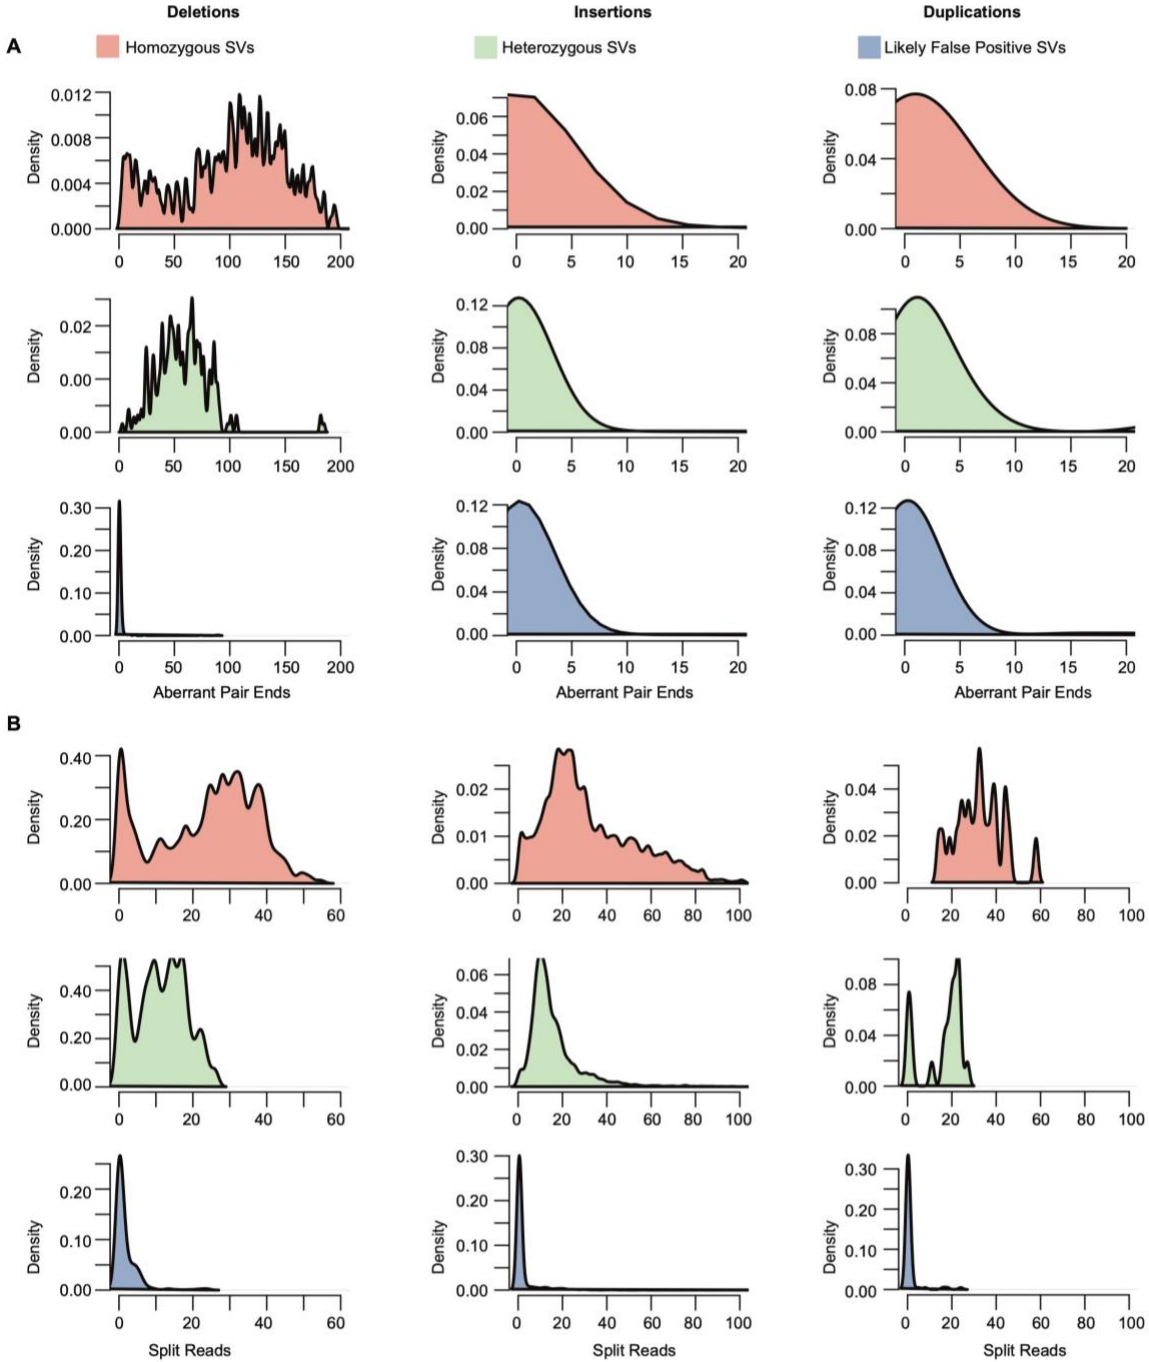 Deletions Insertions Duplications
A Homozygous SVs Heterozygous SVs Likely False Positive SVs
Density 0.012 0.008 0.004 0.000
0 50 100 150 200
Density 0.06 0.04 0.02 0.00
0 5 10 15 20
Density 0.08 0.04 0.00
0 5 10 15 20
Density 0.02 0.00 0.00
0 50 100 150 200
Density 0.12 0.08 0.04 0.00
0 5 10 15 20
Density 0.08 0.04 0.00
0 5 10 15 20
Density 0.30 0.20 0.10 0.00
0 50 100 150 200
Aberrant Pair Ends
Density 0.12 0.08 0.04 0.00
0 5 10 15 20
Aberrant Pair Ends
Density 0.12 0.08 0.04 0.00
0 5 10 15 20
Aberrant Pair Ends
B
Density 0.40 0.20 0.00
0 20 40 60
Density 0.02 0.01 0.00
0 20 40 60 80 100
Density 0.04 0.02 0.00
0 20 40 60 80 100
Density 0.40 0.20 0.00
0 20 40 60
Density 0.06 0.04 0.02 0.00
0 20 40 60 80 100
Density 0.08 0.04 0.00
0 20 40 60 80 100
Density 0.20 0.10 0.00
0 20 40 60
Split Reads
Density 0.30 0.20 0.10 0.00
0 20 40 60 80 100
Split Reads
Density 0.30 0.20 0.10 0.00
0 20 40 60 80 100
Split Reads